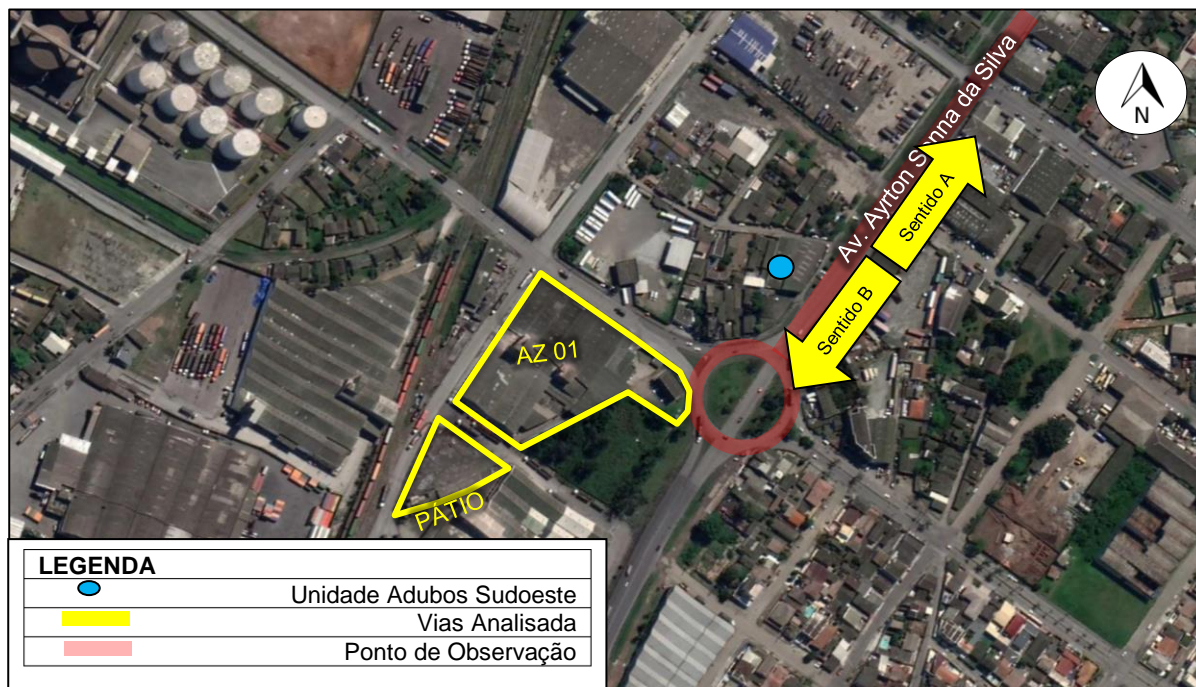 N
Av. Ayrton Senna da Silva
Sentido A
Sentido B
AZ 01
PÁTIO
LEGENDA
Unidade Adubos Sudoeste
Vias Analisada
Ponto de Observação